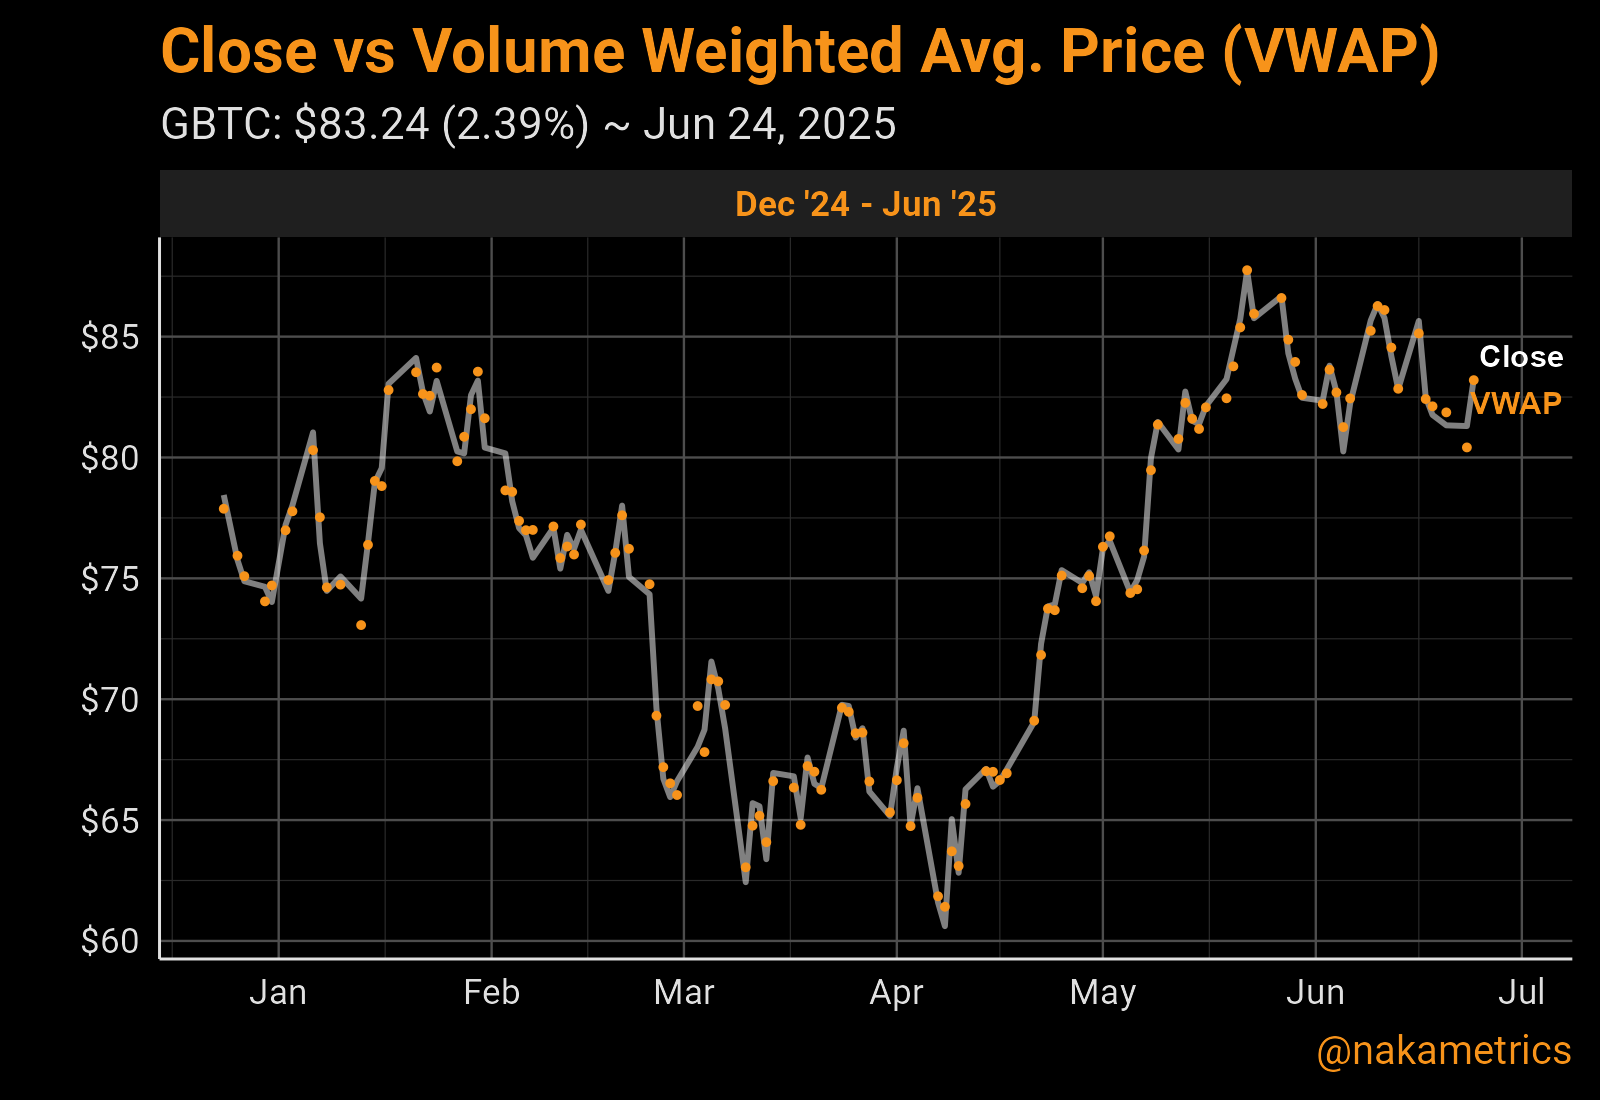 Close vs Volume Weighted Avg. Price (VWAP)
GBTC: $83.24 (2.39%) ~ Jun 24, 2025
Dec '24 - Jun '25
$85
$80
$75
$70
$65
$60
Close
VWAP
Jan Feb Mar Apr May Jun Jul
@nakametrics